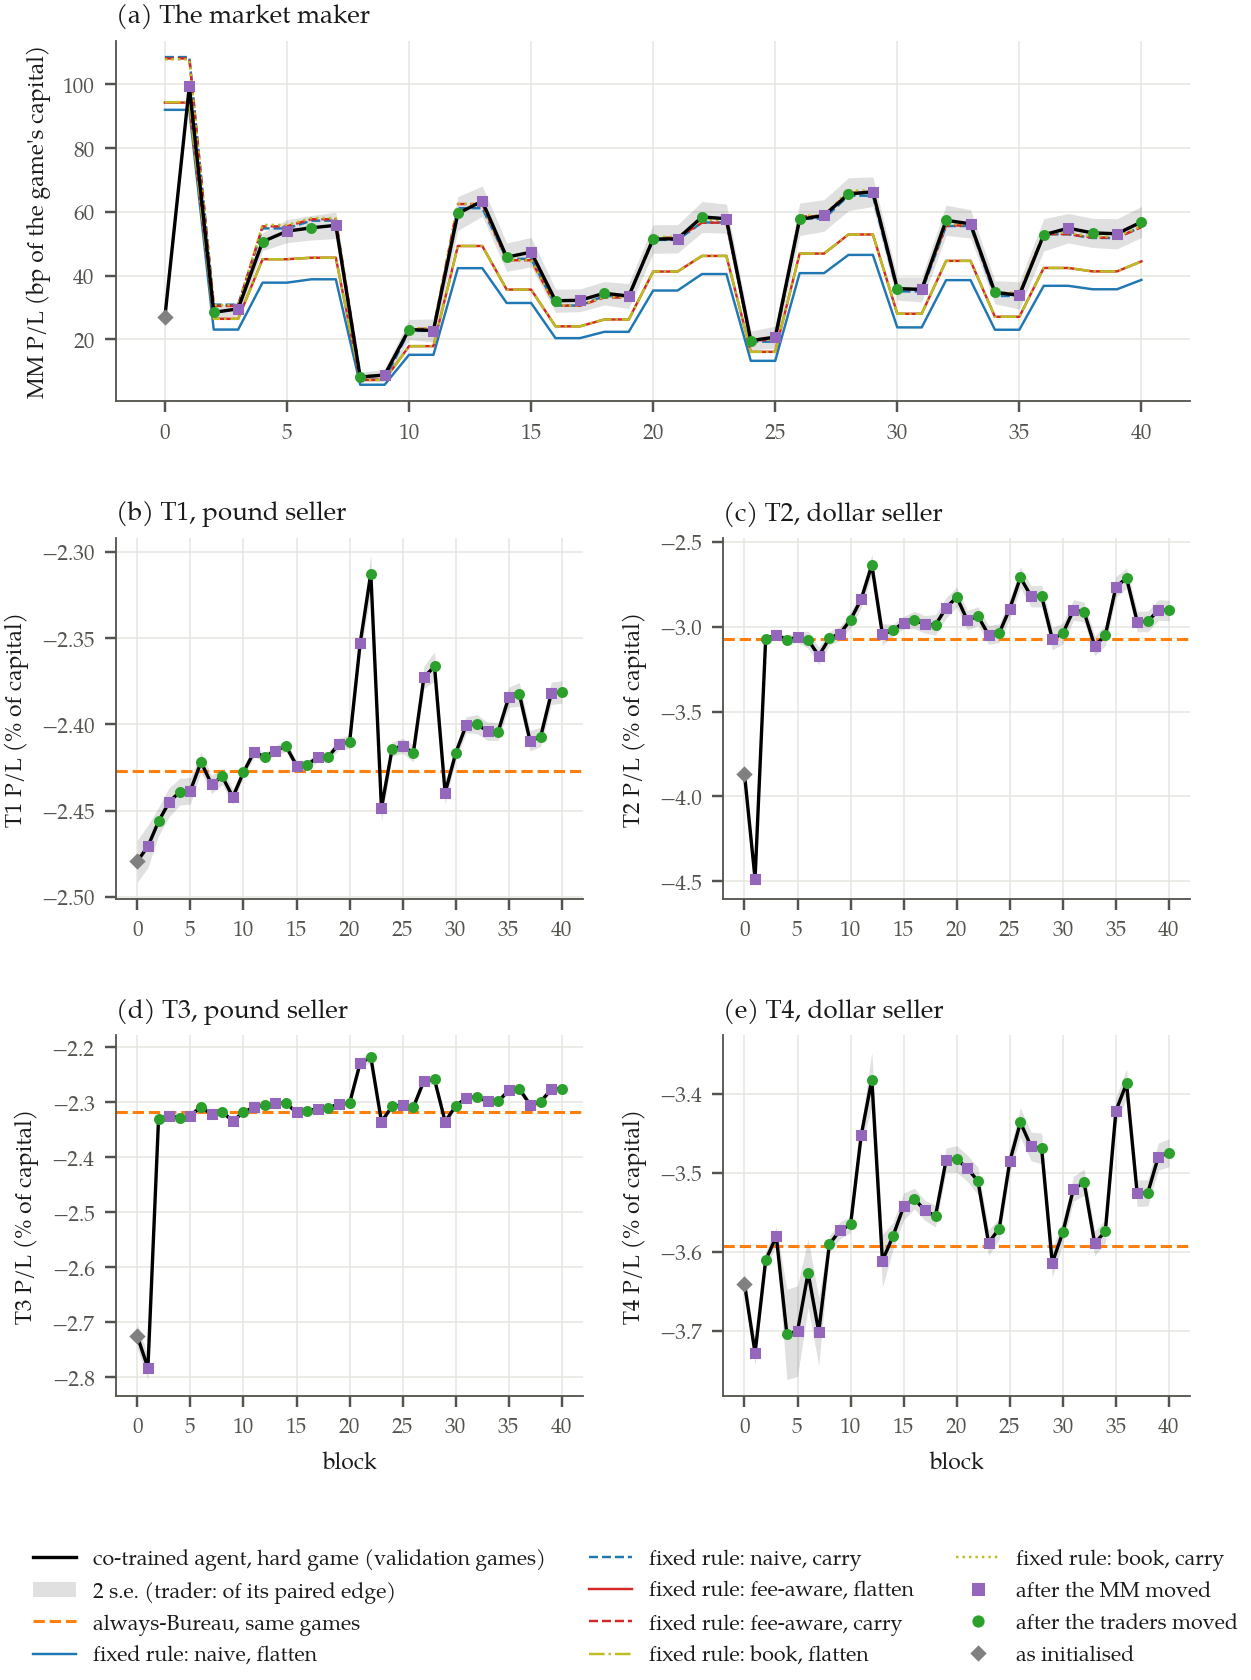 (a) The market maker
MM P/L (bp of the game's capital)
100
80
60
40
20
0 5 10 15 20 25 30 35 40
(b) T1, pound seller
T1 P/L (% of capital)
−2.30
−2.35
−2.40
−2.45
−2.50
0 5 10 15 20 25 30 35 40
(c) T2, dollar seller
T2 P/L (% of capital)
−2.5
−3.0
−3.5
−4.0
−4.5
0 5 10 15 20 25 30 35 40
(d) T3, pound seller
T3 P/L (% of capital)
−2.2
−2.3
−2.4
−2.5
−2.6
−2.7
−2.8
0 5 10 15 20 25 30 35 40
block
(e) T4, dollar seller
T4 P/L (% of capital)
−3.4
−3.5
−3.6
−3.7
0 5 10 15 20 25 30 35 40
block
co-trained agent, hard game (validation games)
2 s.e. (trader: of its paired edge)
always-Bureau, same games
fixed rule: naive, flatten
fixed rule: naive, carry
fixed rule: fee-aware, flatten
fixed rule: fee-aware, carry
fixed rule: book, flatten
fixed rule: book, carry
after the MM moved
after the traders moved
as initialised